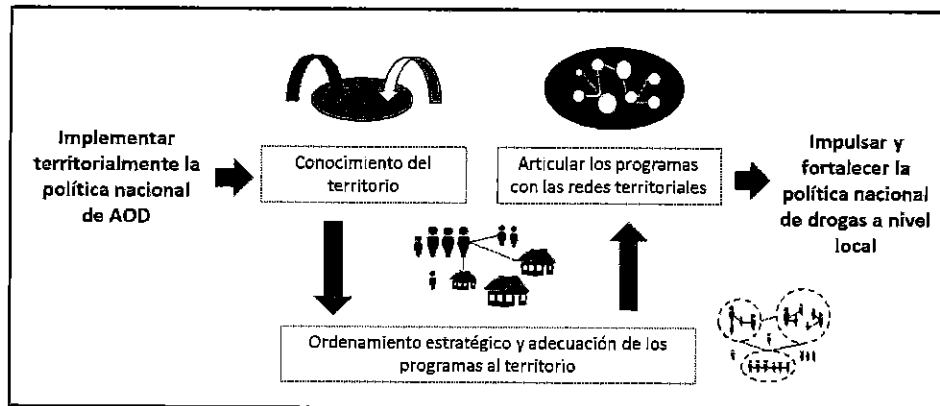 Implementar
territorialmente la
política nacional
de AOD
Conocimiento del
territorio
Articular los programas
con las redes territoriales
Impulsar y
fortalecer la
política nacional
de drogas a nivel
local
Ordenamiento estratégico y adecuación de los
programas al territorio